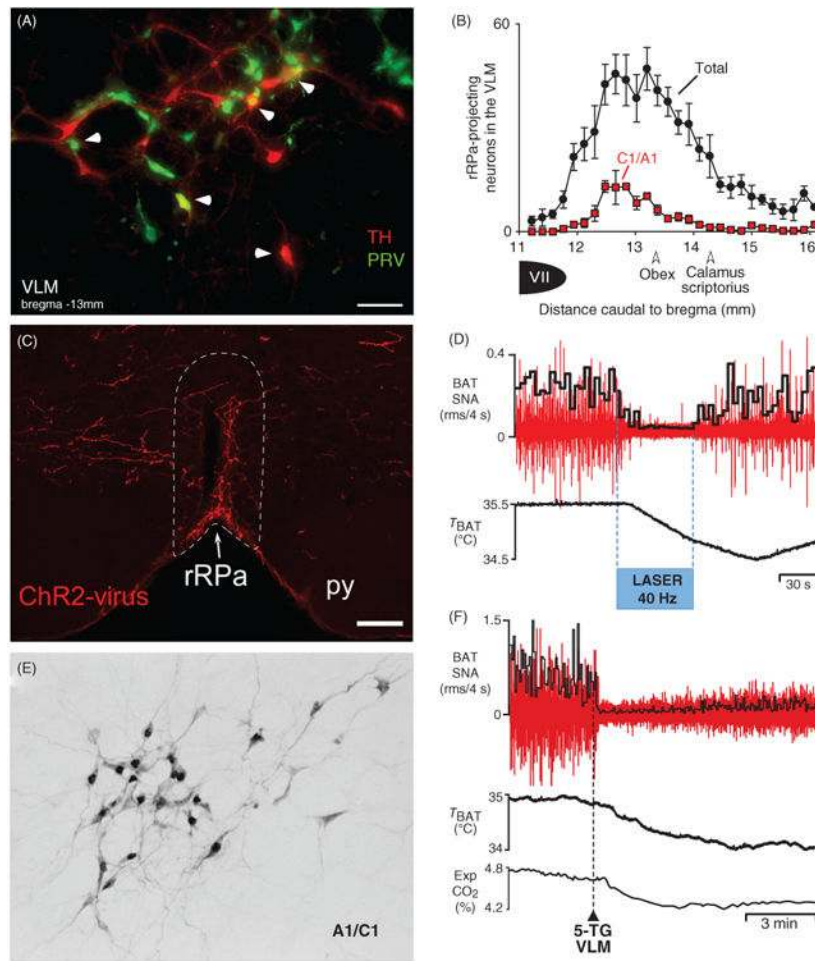 (A)
TH
PRV
VLM
bregma -13mm
(B)
60
Total
rRPa-projecting
neurons in the VLM
C1/A1
0
11 12 13 14 15 16
VII
Obex
Calamus
scriptorius
Distance caudal to bregma (mm)
(C)
rRPa
py
ChR2-virus
(D)
0.4
BAT
SNA
(rms/4 s)
0
35.5
TBAT
(°C)
34.5
LASER
40 Hz
30 s
(E)
A1/C1
(F)
1.5
BAT
SNA
(rms/4 s)
0
35
TBAT
(°C)
34
4.8
Exp
CO2
(%)
4.2
3 min
5-TG
VLM